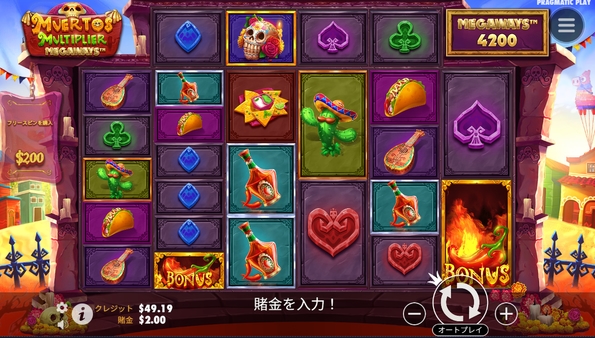 PRAGMATIC PLAY
MUERTOS™
MULTIPLIER
MEGAWAYS™
MEGAWAYS™
4200
フリースピンを購入
$200
BONUS
BONUS
クレジット $49.19
賭金 $2.00
賭金を入力！
オートプレイ